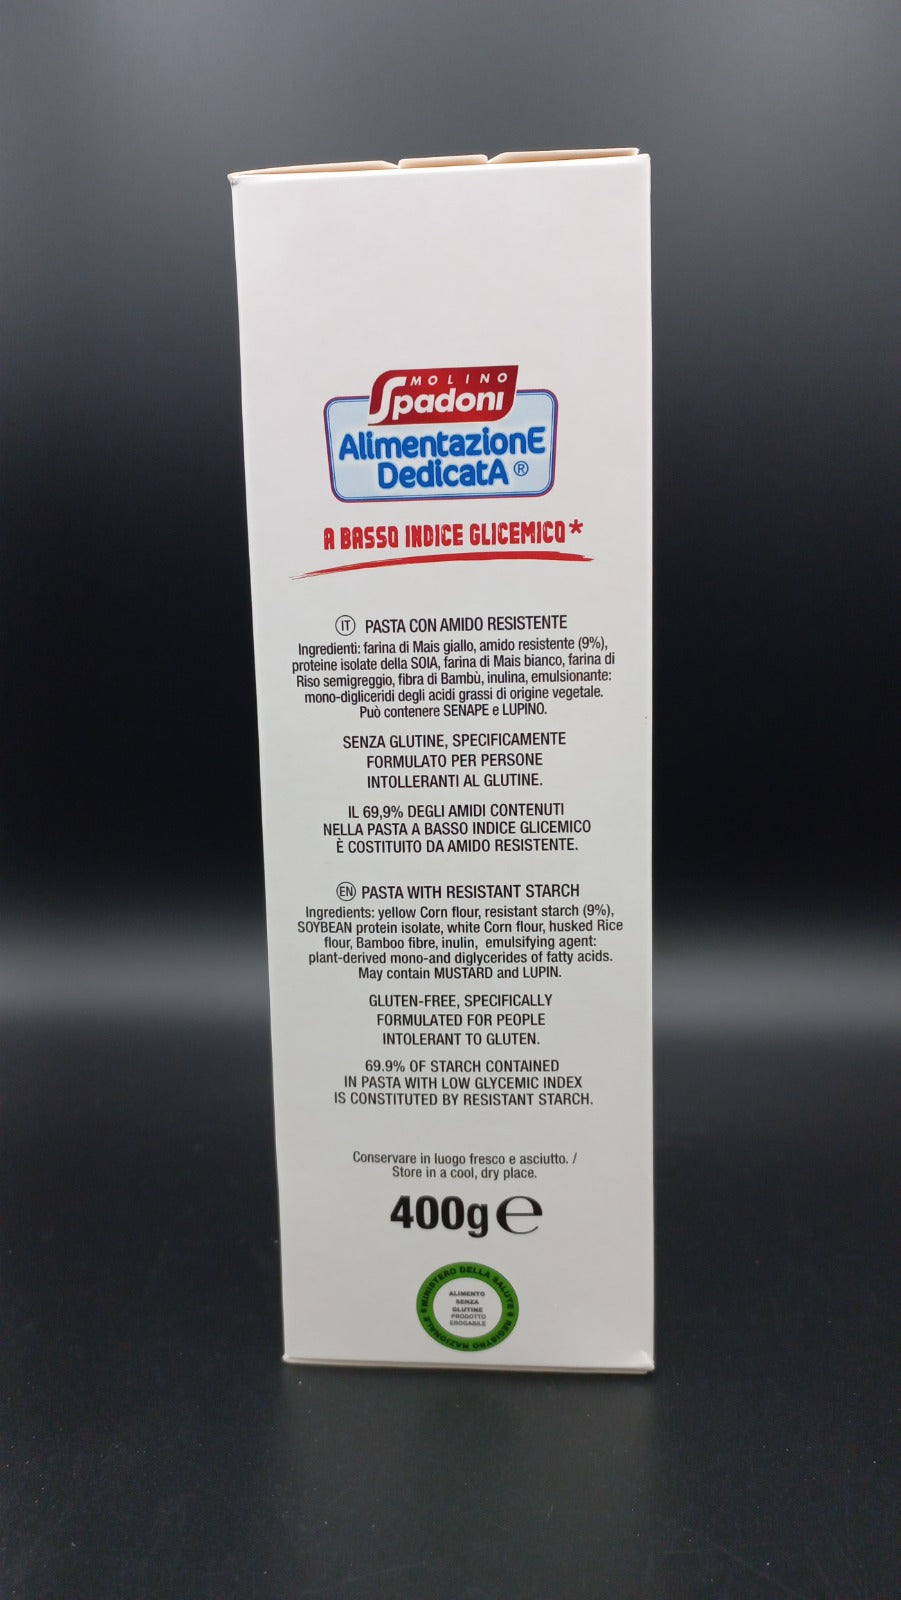 MOLINO
Spadoni
AlimentazionE
DedicatA ®
A BASSO INDICE GLICEMICO*
IT PASTA CON AMIDO RESISTENTE
Ingredienti: farina di Mais giallo, amido resistente (9%),
proteine isolate della SOIA, farina di Mais bianco, farina di
Riso semigreggio, fibra di Bambù, inulina, emulsionante:
mono-digliceridi degli acidi grassi di origine vegetale.
Può contenere SENAPE e LUPINO.
SENZA GLUTINE, SPECIFICAMENTE
FORMULATO PER PERSONE
INTOLLERANTI AL GLUTINE.
IL 69,9% DEGLI AMIDI CONTENUTI
NELLA PASTA A BASSO INDICE GLICEMICO
È COSTITUITO DA AMIDO RESISTENTE.
EN PASTA WITH RESISTANT STARCH
Ingredients: yellow Corn flour, resistant starch (9%),
SOYBEAN protein isolate, white Corn flour, husked Rice
flour, Bamboo fibre, inulin, emulsifying agent:
plant-derived mono-and diglycerides of fatty acids.
May contain MUSTARD and LUPIN.
GLUTEN-FREE, SPECIFICALLY
FORMULATED FOR PEOPLE
INTOLERANT TO GLUTEN.
69.9% OF STARCH CONTAINED
IN PASTA WITH LOW GLYCEMIC INDEX
IS CONSTITUTED BY RESISTANT STARCH.
Conservare in luogo fresco e asciutto. /
Store in a cool, dry place.
400g e
MINISTERO DELLA SALUTE
ALIMENTO
SENZA
GLUTINE
PRODOTTO
EROGABILE
REGISTRO NAZIONALE